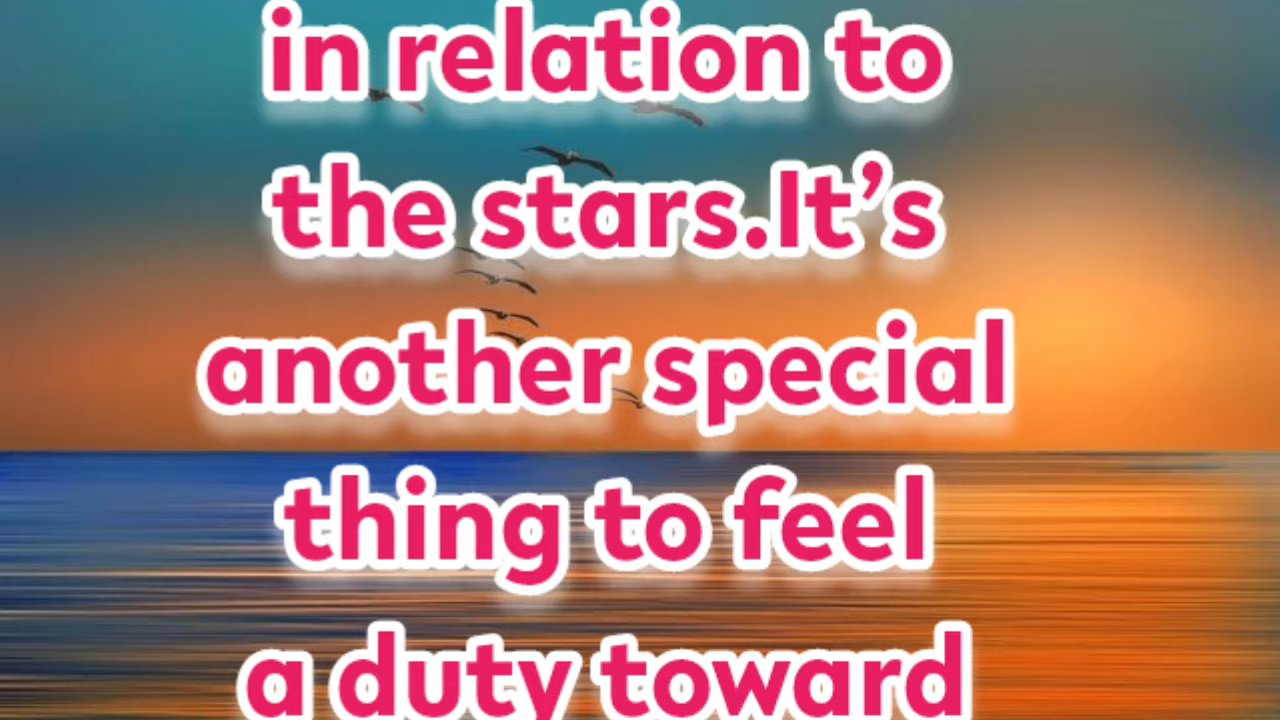 in relation to
the stars.It’s
another special
thing to feel
a duty toward